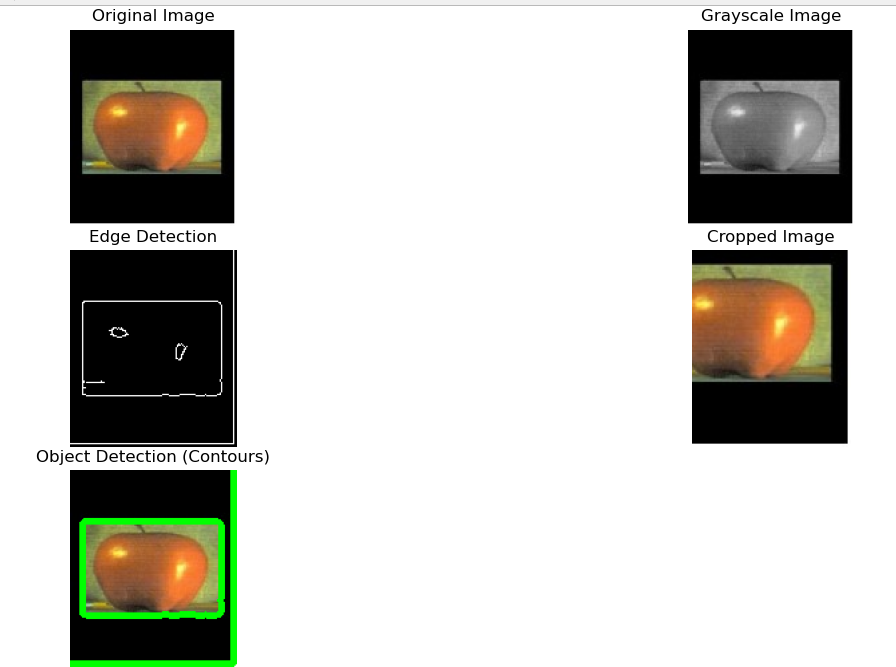 Original Image
Grayscale Image
Edge Detection
Cropped Image
Object Detection (Contours)